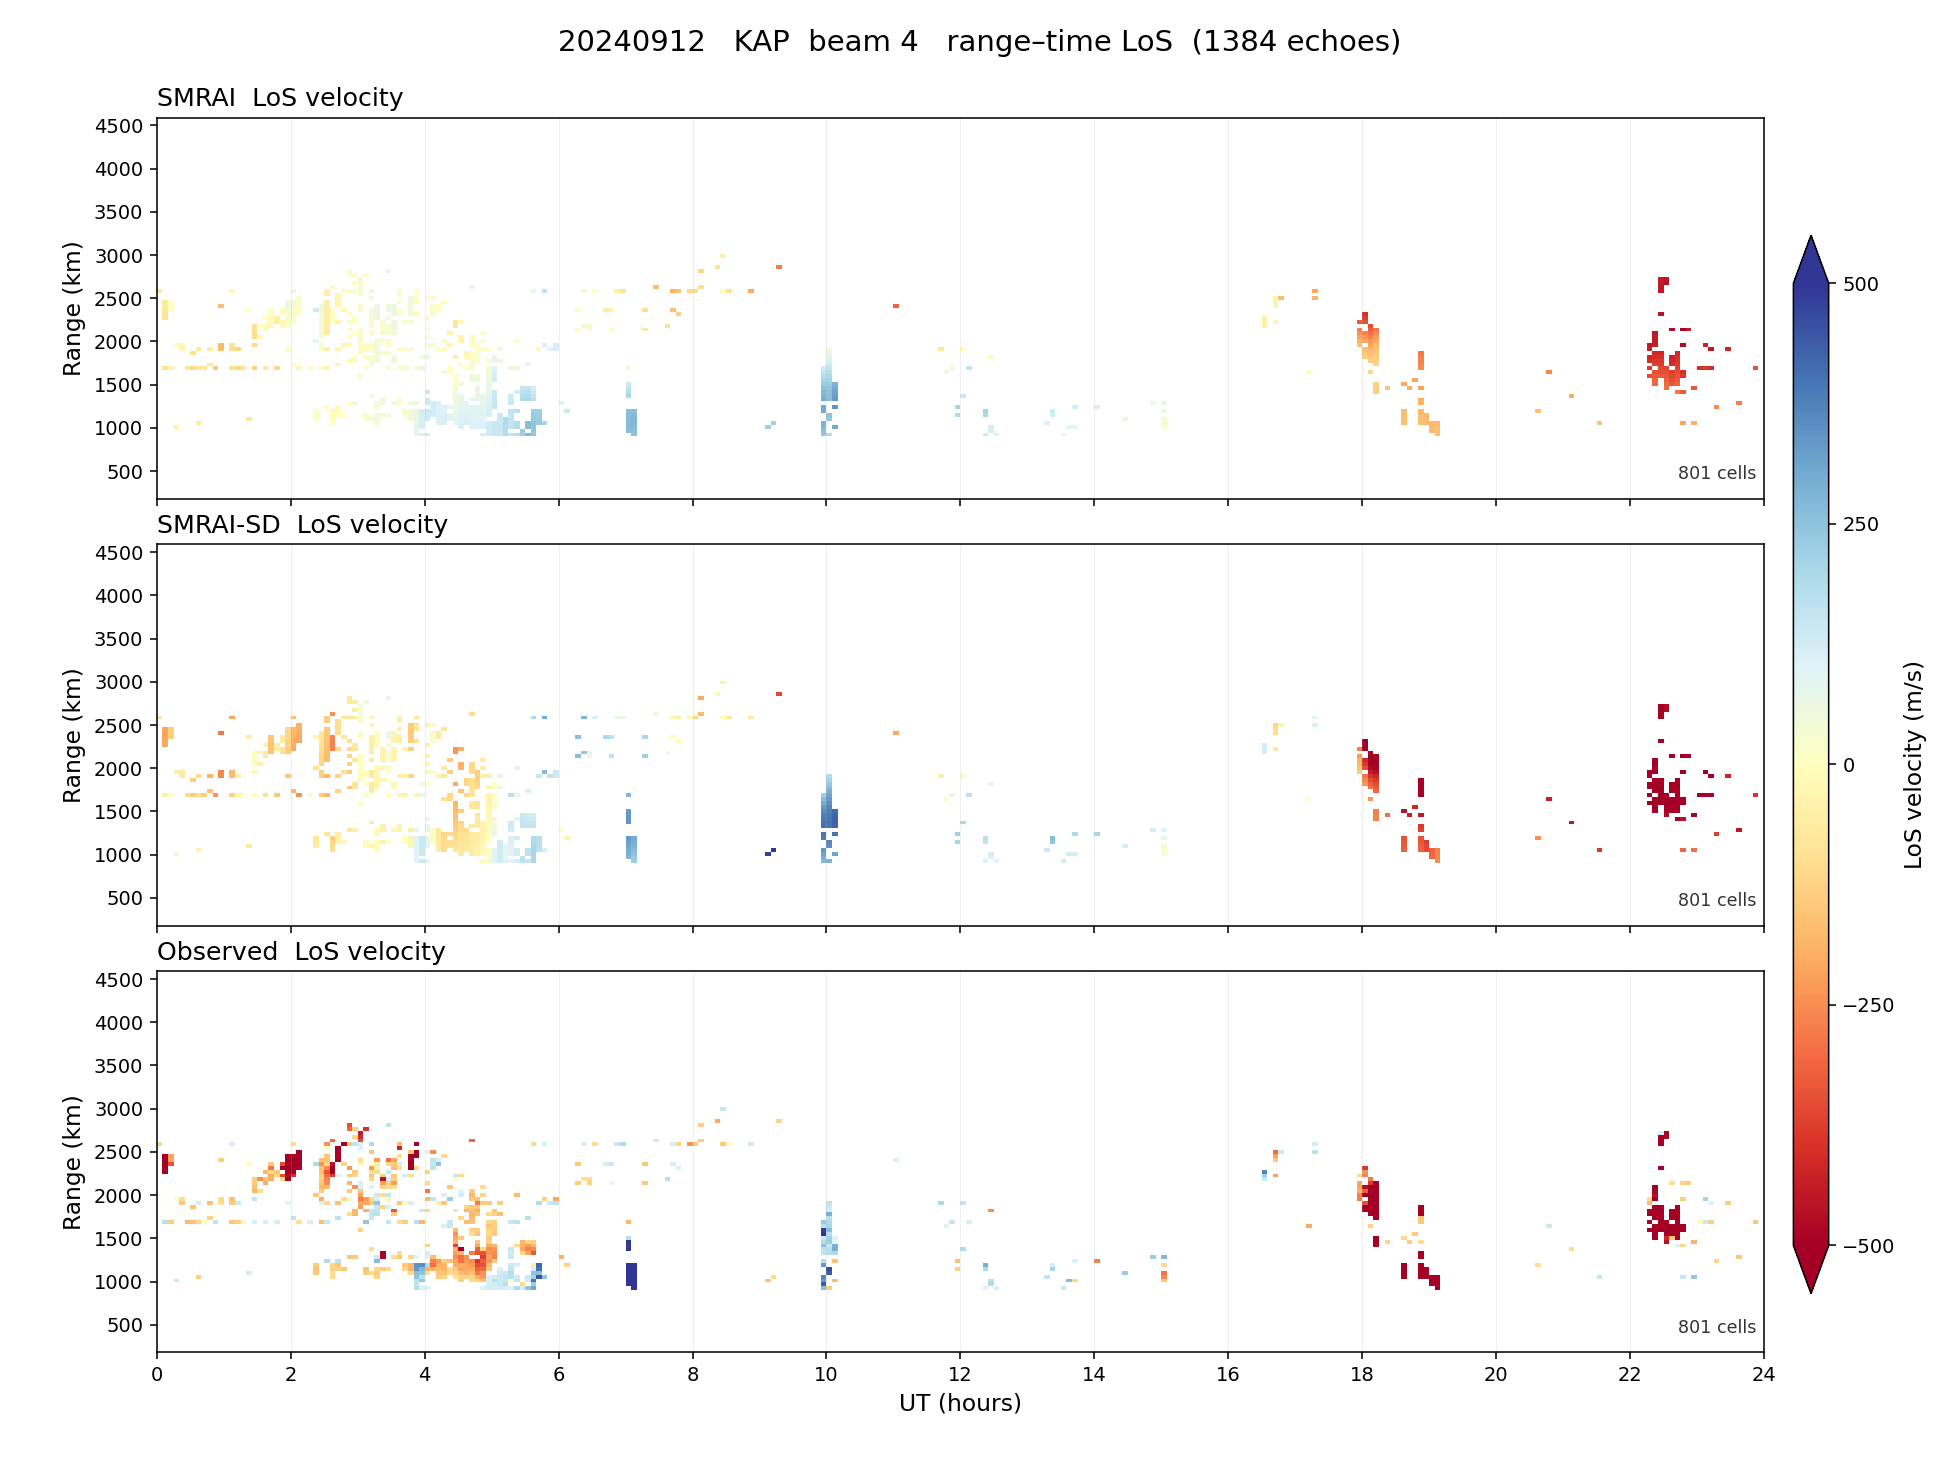 20240912   KAP  beam 4   range–time LoS  (1384 echoes)
SMRAI  LoS velocity
4500
4000
3500
3000
2500
2000
1500
1000
500
Range (km)
801 cells
SMRAI-SD  LoS velocity
4500
4000
3500
3000
2500
2000
1500
1000
500
Range (km)
801 cells
Observed  LoS velocity
4500
4000
3500
3000
2500
2000
1500
1000
500
Range (km)
801 cells
0 2 4 6 8 10 12 14 16 18 20 22 24
UT (hours)
500
250
0
−250
−500
LoS velocity (m/s)